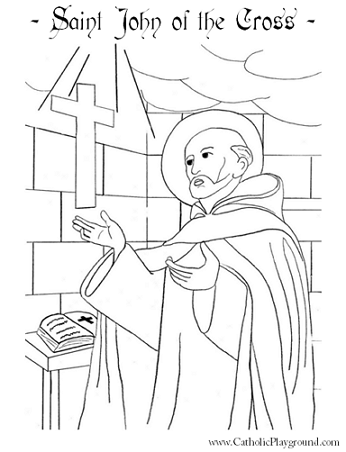 - Saint John of the Cross -
www.CatholicPlayground.com